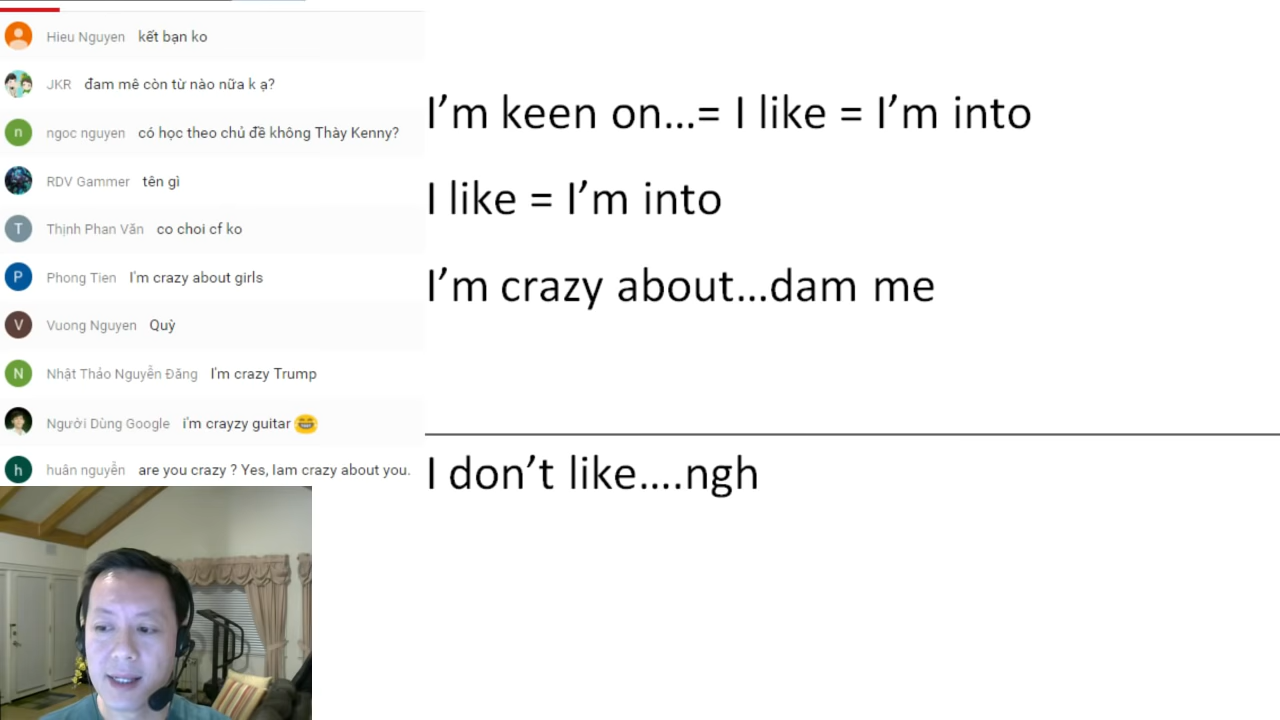 Hieu Nguyen kết bạn ko
JKR đam mê còn từ nào nữa k ạ?
n ngoc nguyen có học theo chủ đề không Thày Kenny?
RDV Gammer tên gì
T Thịnh Phan Văn co choi cf ko
P Phong Tien I'm crazy about girls
V Vuong Nguyen Quỳ
N Nhật Thảo Nguyễn Đăng I'm crazy Trump
Người Dùng Google i'm crayzy guitar 😂
h huân nguyễn are you crazy ? Yes, Iam crazy about you.
I’m keen on…= I like = I’m into
I like = I’m into
I’m crazy about…dam me
I don’t like….ngh